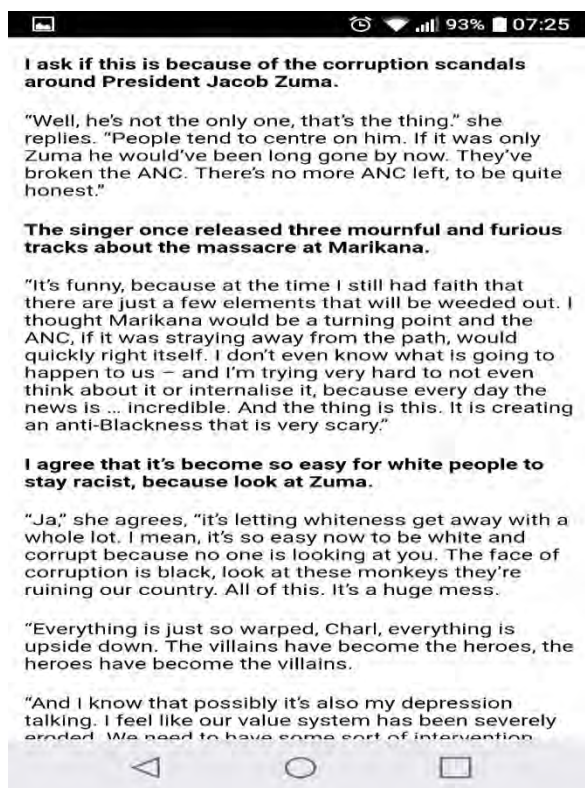 93% 07:25
I ask if this is because of the corruption scandals
around President Jacob Zuma.
“Well, he’s not the only one, that’s the thing.” she
replies. “People tend to centre on him. If it was only
Zuma he would’ve been long gone by now. They’ve
broken the ANC. There’s no more ANC left, to be quite
honest.”
The singer once released three mournful and furious
tracks about the massacre at Marikana.
“It’s funny, because at the time I still had faith that
there are just a few elements that will be weeded out. I
thought Marikana would be a turning point and the
ANC, if it was straying away from the path, would
quickly right itself. I don’t even know what is going to
happen to us – and I’m trying very hard to not even
think about it or internalise it, because every day the
news is ... incredible. And the thing is this. It is creating
an anti-Blackness that is very scary.”
I agree that it’s become so easy for white people to
stay racist, because look at Zuma.
“Ja,” she agrees, “it’s letting whiteness get away with a
whole lot. I mean, it’s so easy now to be white and
corrupt because no one is looking at you. The face of
corruption is black, look at these monkeys they’re
ruining our country. All of this. It’s a huge mess.
“Everything is just so warped, Charl, everything is
upside down. The villains have become the heroes, the
heroes have become the villains.
“And I know that possibly it’s also my depression
talking. I feel like our value system has been severely
eroded. We need to have some sort of intervention